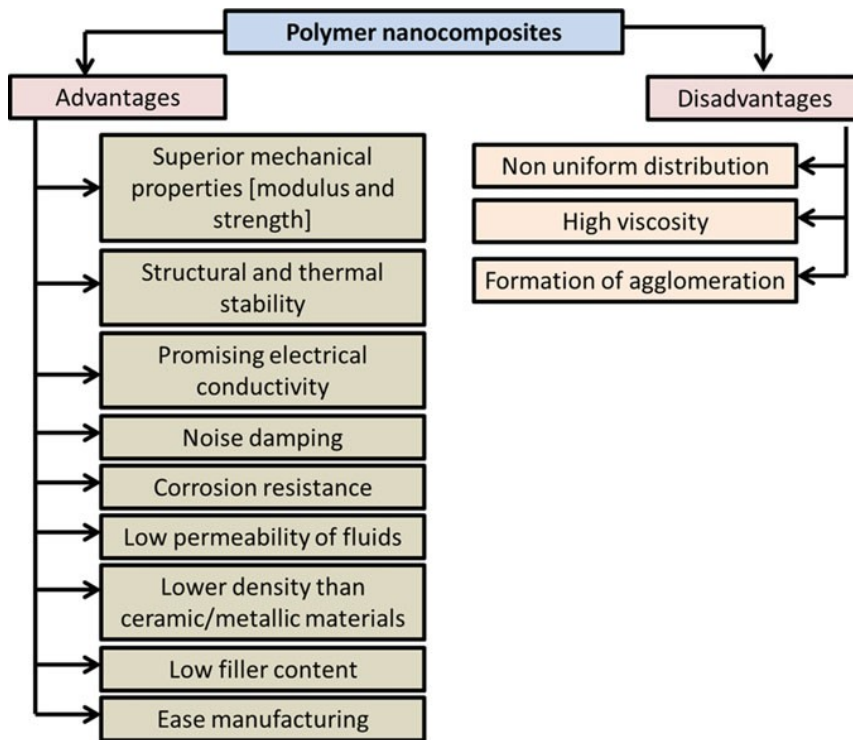 Polymer nanocomposites
Advantages
Disadvantages
Superior mechanical
properties [modulus and
strength]
Structural and thermal
stability
Promising electrical
conductivity
Noise damping
Corrosion resistance
Low permeability of fluids
Lower density than
ceramic/metallic materials
Low filler content
Ease manufacturing
Non uniform distribution
High viscosity
Formation of agglomeration